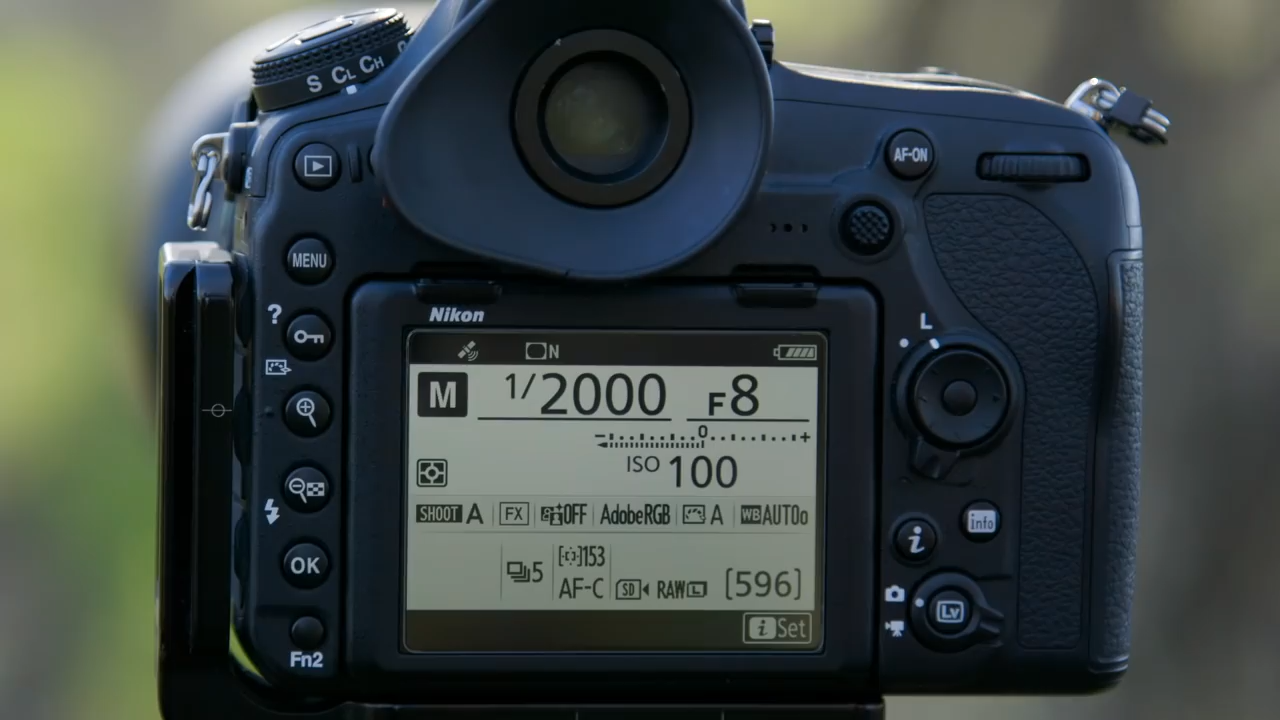 S CL CH
AF-ON
MENU
?
L
Nikon
N
M 1/2000 F8
- 0 +
ISO 100
SHOOT A FX OFF AdobeRGB A WB AUTO0
5 153
AF-C SD RAW L [596]
i Set
OK
Fn2
i
info
Lv